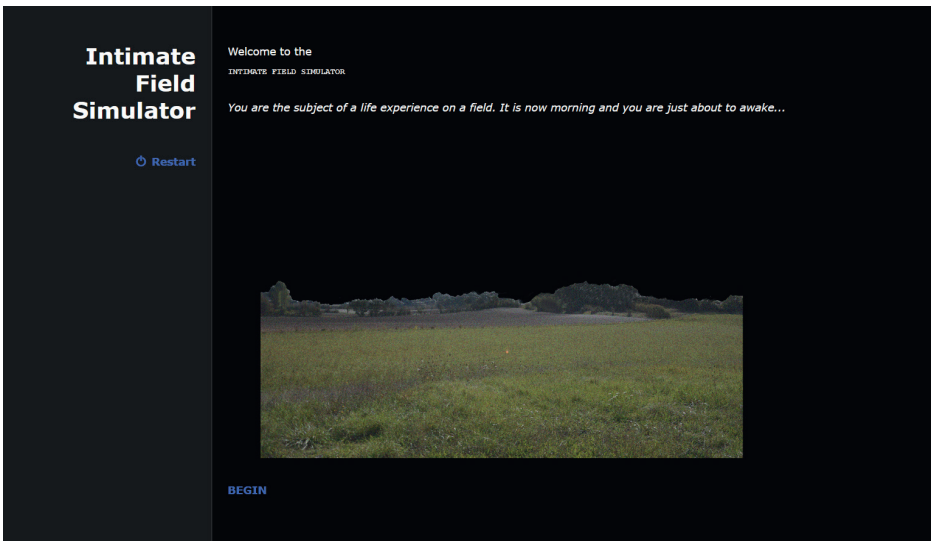 Intimate
Field
Simulator
Restart
Welcome to the
INTIMATE FIELD SIMULATOR
You are the subject of a life experience on a field. It is now morning and you are just about to awake...
BEGIN